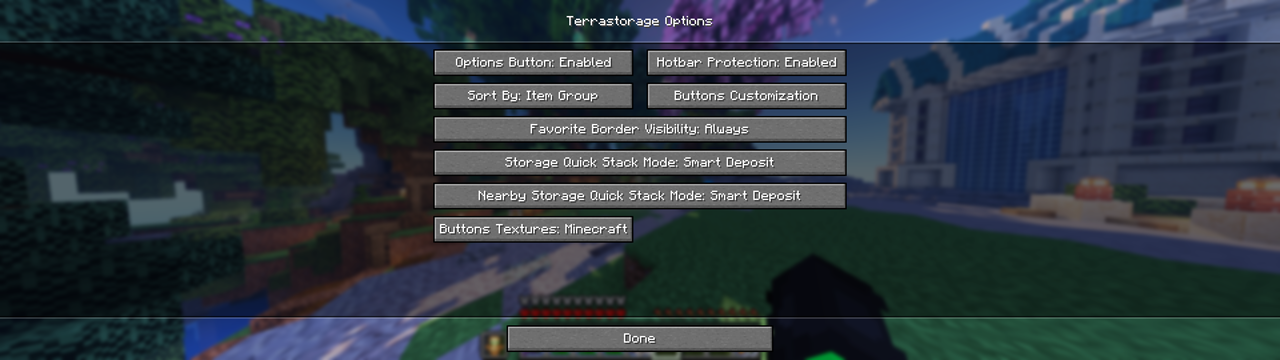 Terrastorage Options
Options Button: Enabled
Hotbar Protection: Enabled
Sort By: Item Group
Buttons Customization
Favorite Border Visibility: Always
Storage Quick Stack Mode: Smart Deposit
Nearby Storage Quick Stack Mode: Smart Deposit
Buttons Textures: Minecraft
Done